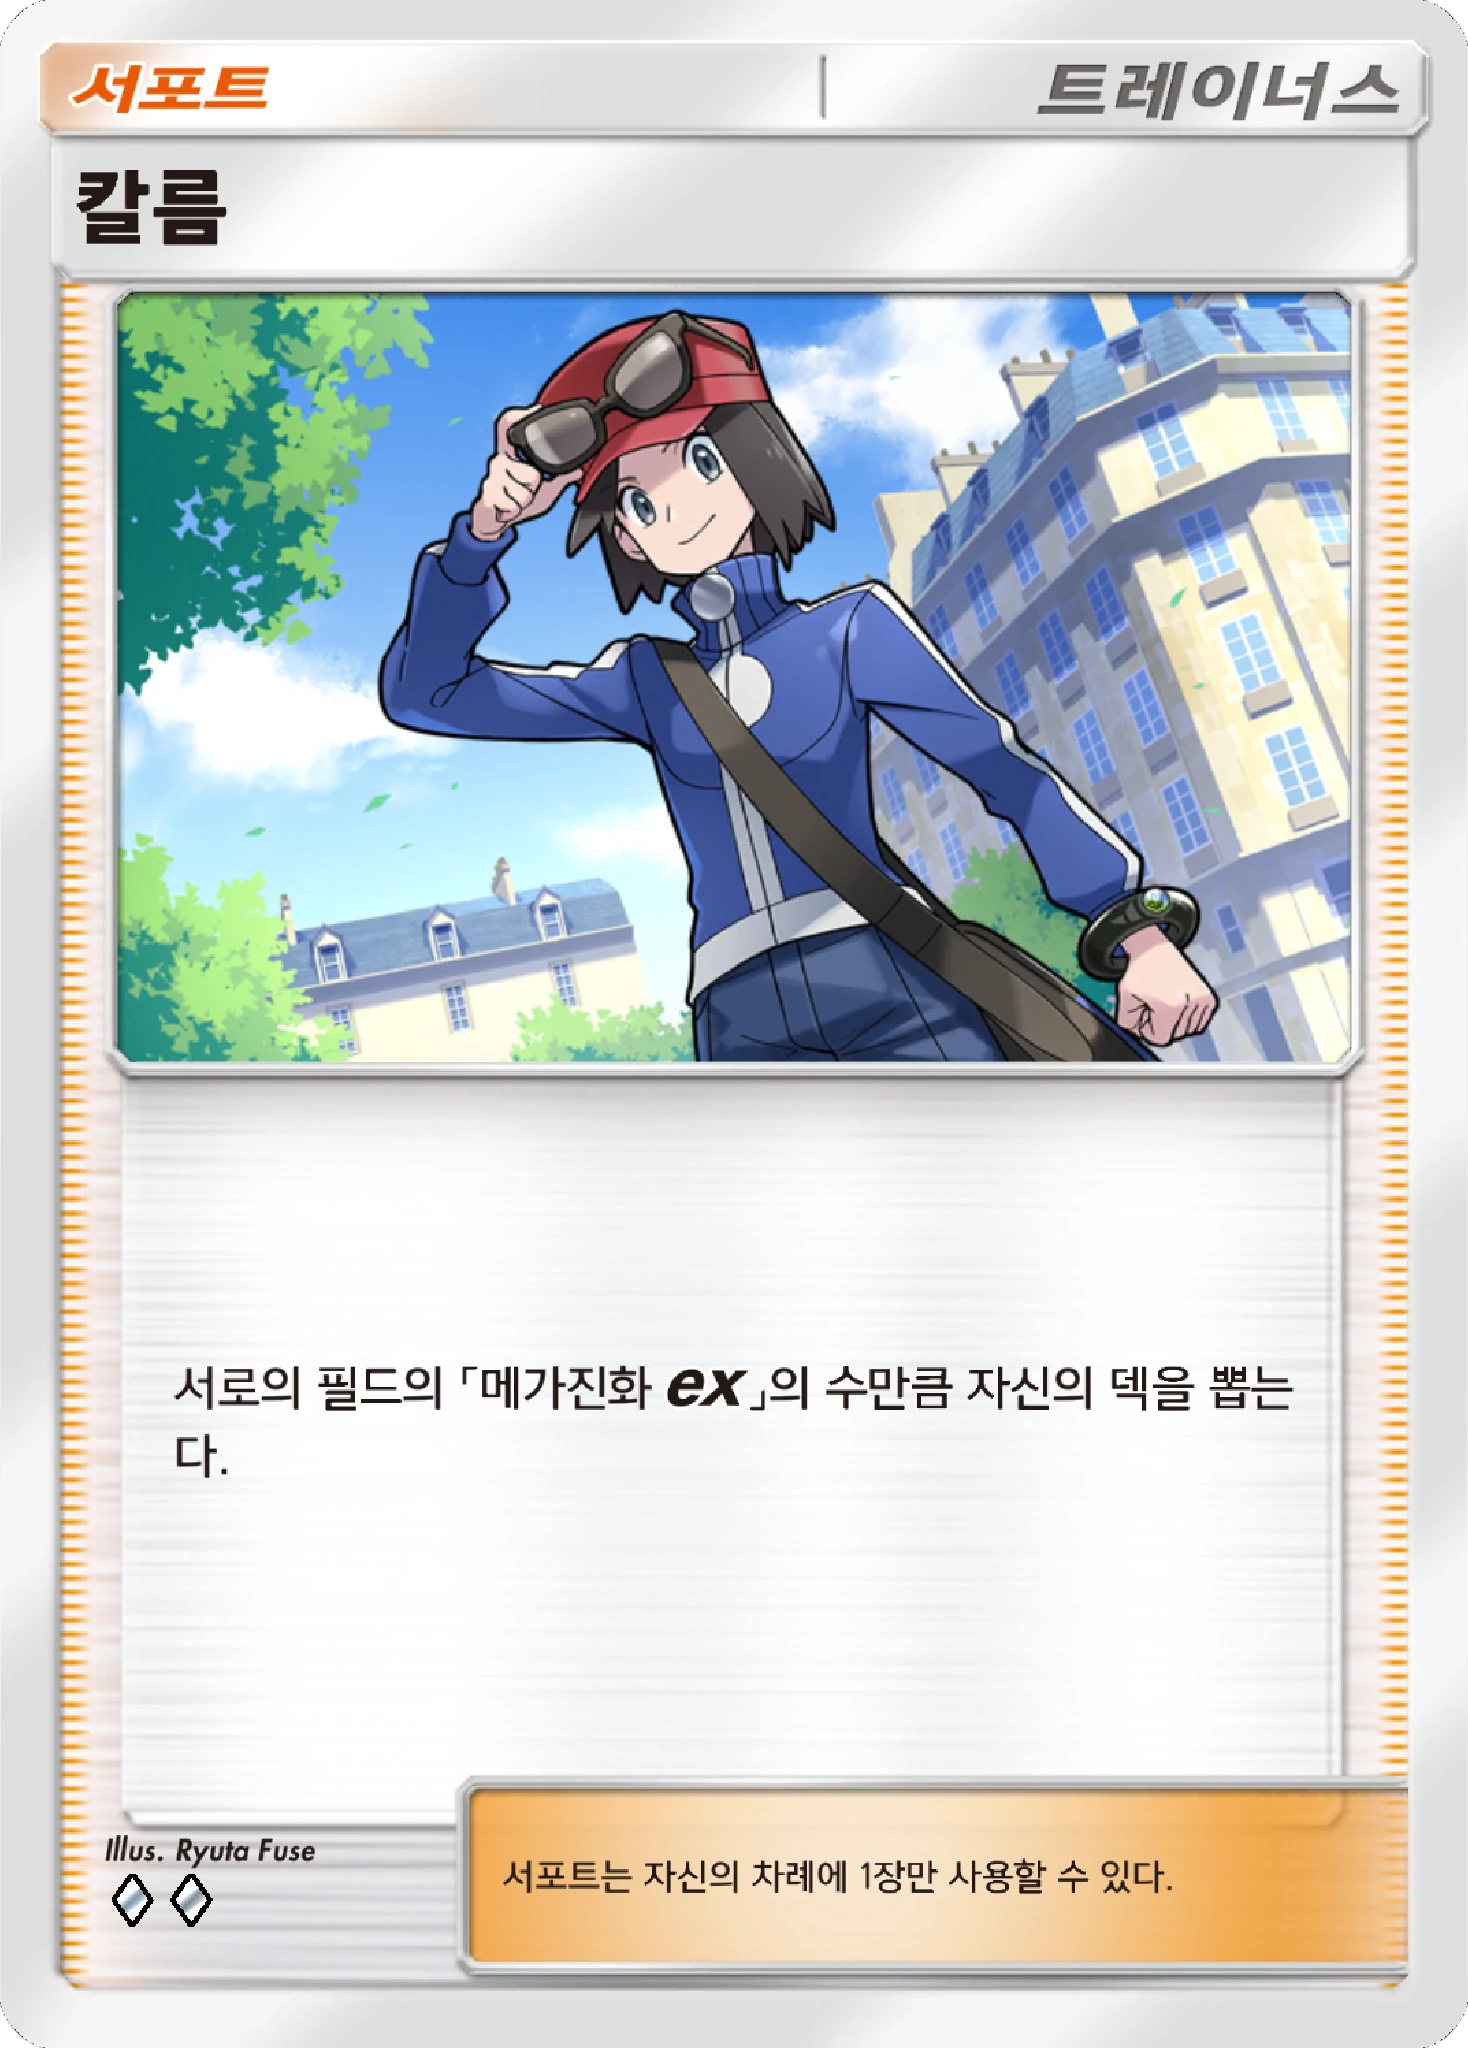 서포트
트레이너스
칼름
서로의 필드의 「메가진화 ex」의 수만큼 자신의 덱을 뽑는
다.
Illus. Ryuta Fuse
서포트는 자신의 차례에 1장만 사용할 수 있다.